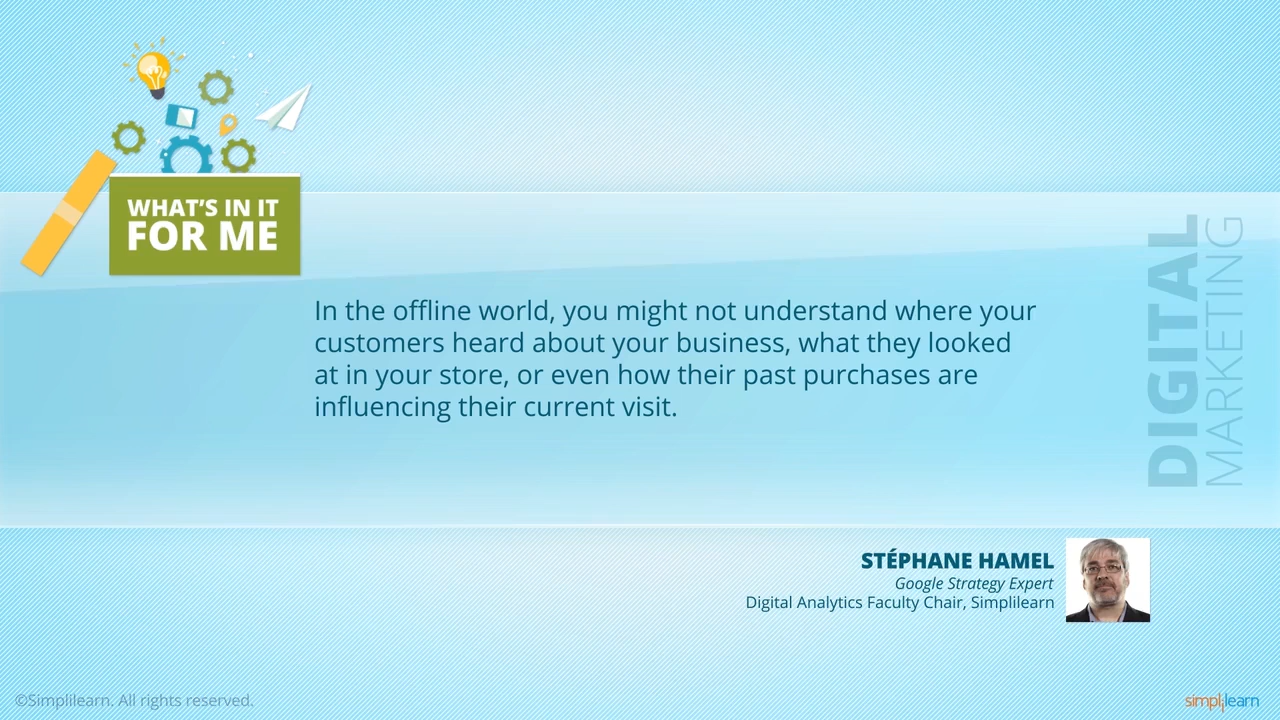 WHAT'S IN IT
FOR ME
In the offline world, you might not understand where your
customers heard about your business, what they looked
at in your store, or even how their past purchases are
influencing their current visit.
DIGITAL
MARKETING
STÉPHANE HAMEL
Google Strategy Expert
Digital Analytics Faculty Chair, Simplilearn
©Simplilearn. All rights reserved.
simplilearn